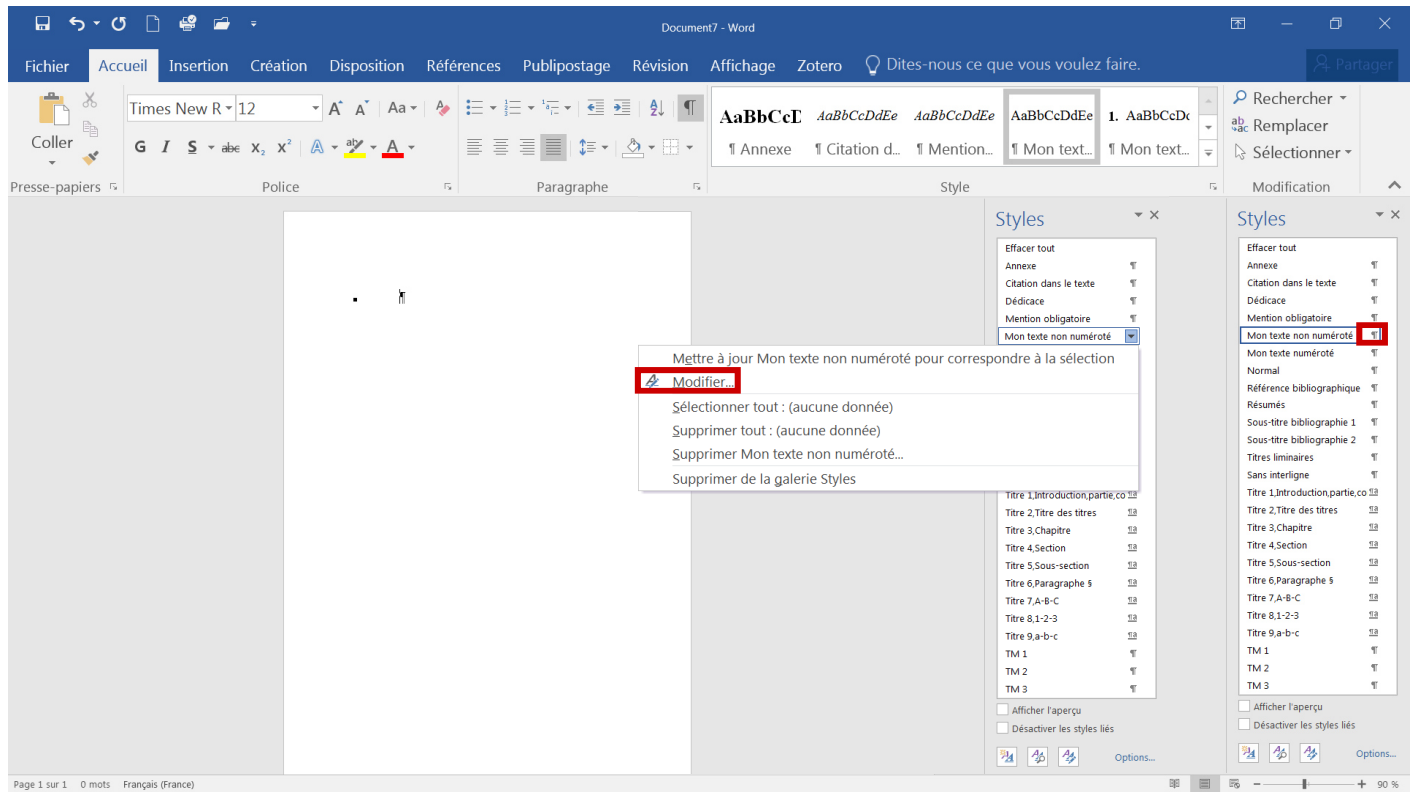 Document7 - Word
Fichier Accueil Insertion Création Disposition Références Publipostage Révision Affichage Zotero Dites-nous ce que vous voulez faire. Partager
Coller
Presse-papiers
Times New R 12
A A Aa
G I S abc X₂ X² A aby A
Police
Paragraphe
AaBbCcD AaBbCcDdEe AaBbCcDdEe AaBbCcDdEe 1. AaBbCcDc
¶ Annexe ¶ Citation d... ¶ Mention... ¶ Mon text... ¶ Mon text...
Style
Rechercher
Remplacer
Sélectionner
Modification
¶
Styles
Effacer tout
Annexe ¶
Citation dans le texte ¶
Dédicace ¶
Mention obligatoire ¶
Mon texte non numéroté
Mettre à jour Mon texte non numéroté pour correspondre à la sélection
Modifier...
Sélectionner tout : (aucune donnée)
Supprimer tout : (aucune donnée)
Supprimer Mon texte non numéroté...
Supprimer de la galerie Styles
Titre 1,Introduction,partie,co ¶a
Titre 2,Titre des titres ¶a
Titre 3,Chapitre ¶a
Titre 4,Section ¶a
Titre 5,Sous-section ¶a
Titre 6,Paragraphe § ¶a
Titre 7,A-B-C ¶a
Titre 8,1-2-3 ¶a
Titre 9,a-b-c ¶a
TM 1 ¶
TM 2 ¶
TM 3 ¶
Afficher l'aperçu
Désactiver les styles liés
Options...
Styles
Effacer tout
Annexe ¶
Citation dans le texte ¶
Dédicace ¶
Mention obligatoire ¶
Mon texte non numéroté ¶
Mon texte numéroté ¶
Normal ¶
Référence bibliographique ¶
Résumés ¶
Sous-titre bibliographie 1 ¶
Sous-titre bibliographie 2 ¶
Titres liminaires ¶
Sans interligne ¶
Titre 1,Introduction,partie,co ¶a
Titre 2,Titre des titres ¶a
Titre 3,Chapitre ¶a
Titre 4,Section ¶a
Titre 5,Sous-section ¶a
Titre 6,Paragraphe § ¶a
Titre 7,A-B-C ¶a
Titre 8,1-2-3 ¶a
Titre 9,a-b-c ¶a
TM 1 ¶
TM 2 ¶
TM 3 ¶
Afficher l'aperçu
Désactiver les styles liés
Options...
Page 1 sur 1 0 mots Français (France) 90 %